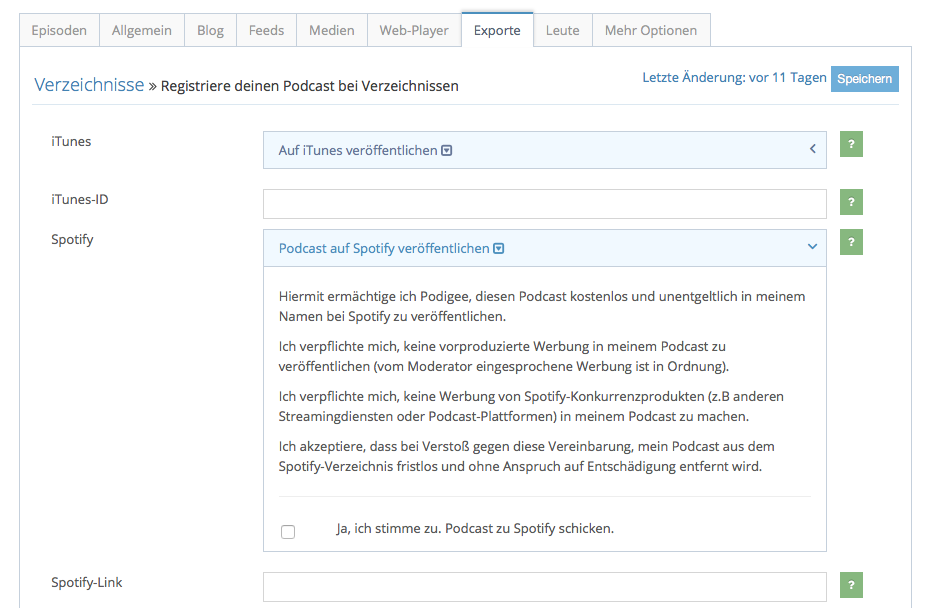 Episoden Allgemein Blog Feeds Medien Web-Player Exporte Leute Mehr Optionen
Verzeichnisse » Registriere deinen Podcast bei Verzeichnissen Letzte Änderung: vor 11 Tagen Speichern
iTunes Auf iTunes veröffentlichen ?
iTunes-ID ?
Spotify Podcast auf Spotify veröffentlichen ?
Hiermit ermächtige ich Podigee, diesen Podcast kostenlos und unentgeltlich in meinem
Namen bei Spotify zu veröffentlichen.
Ich verpflichte mich, keine vorproduzierte Werbung in meinem Podcast zu
veröffentlichen (vom Moderator eingesprochene Werbung ist in Ordnung).
Ich verpflichte mich, keine Werbung von Spotify-Konkurrenzprodukten (z.B anderen
Streamingdiensten oder Podcast-Plattformen) in meinem Podcast zu machen.
Ich akzeptiere, dass bei Verstoß gegen diese Vereinbarung, mein Podcast aus dem
Spotify-Verzeichnis fristlos und ohne Anspruch auf Entschädigung entfernt wird.
Ja, ich stimme zu. Podcast zu Spotify schicken.
Spotify-Link ?